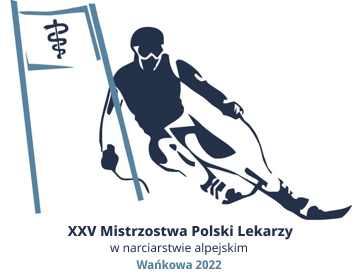 XXV Mistrzostwa Polski Lekarzy
w narciarstwie alpejskim
Wańkowa 2022